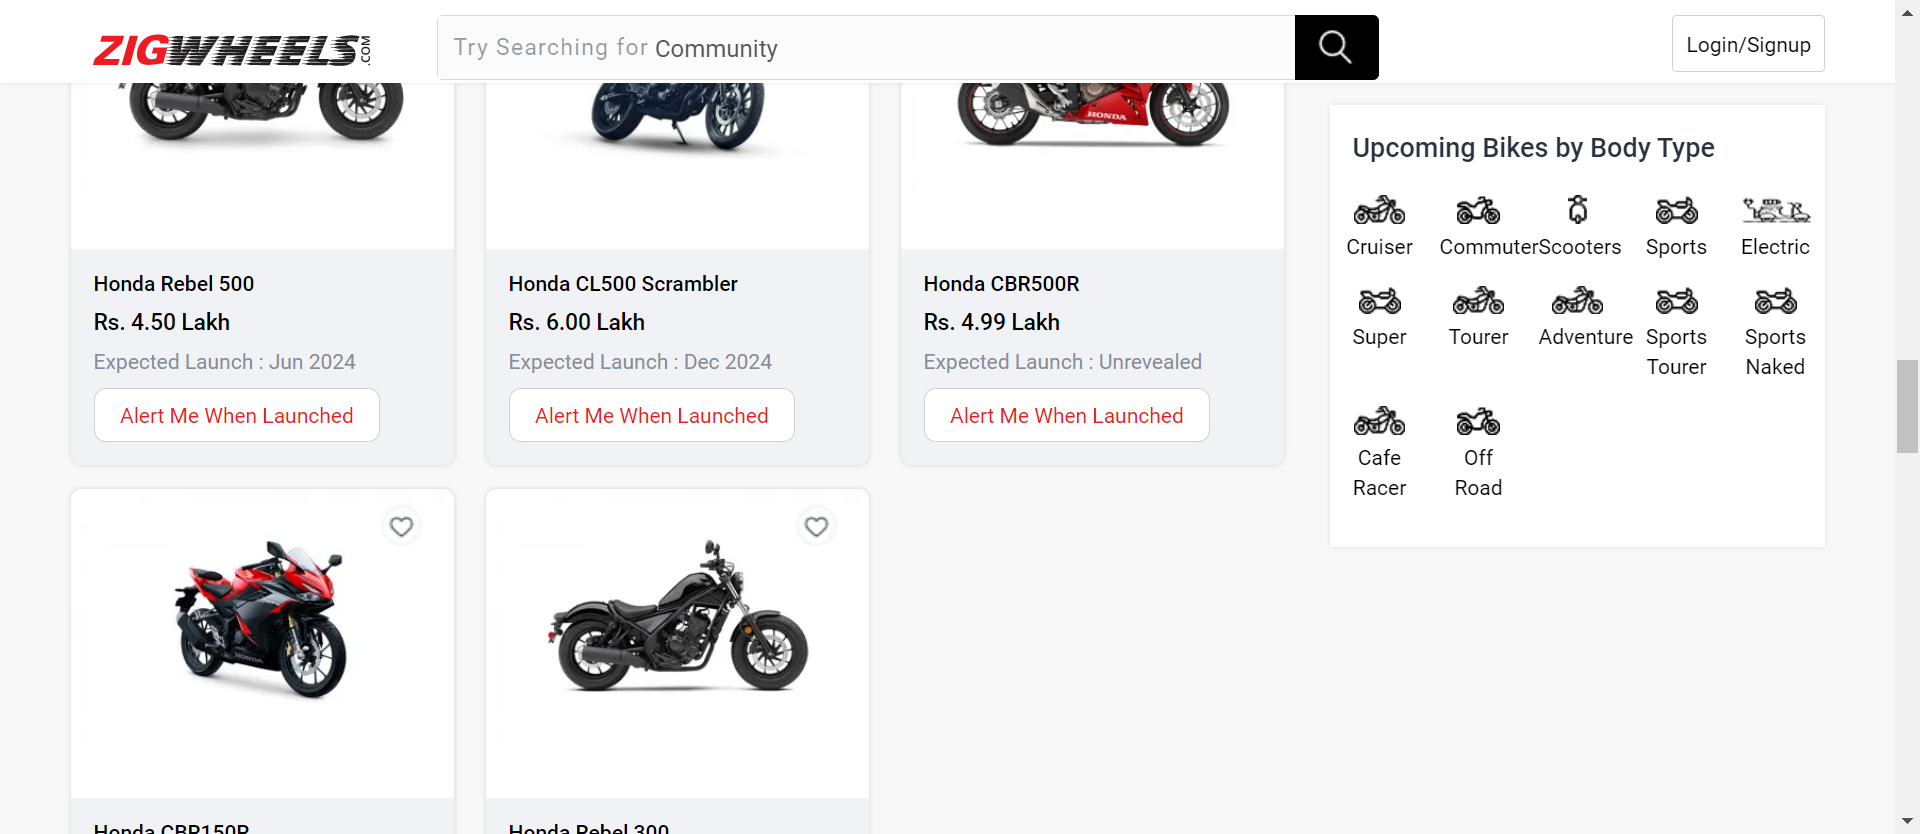 ZIGWHEELS.COM
Try Searching for Community
Login/Signup
HONDA
Honda Rebel 500
Rs. 4.50 Lakh
Expected Launch : Jun 2024
Alert Me When Launched
Honda CL500 Scrambler
Rs. 6.00 Lakh
Expected Launch : Dec 2024
Alert Me When Launched
Honda CBR500R
Rs. 4.99 Lakh
Expected Launch : Unrevealed
Alert Me When Launched
HONDA
Honda CBR150R
Honda Rebel 300
Upcoming Bikes by Body Type
Cruiser
Commuter
Scooters
Sports
Electric
Super
Tourer
Adventure
Sports
Tourer
Sports
Naked
Cafe
Racer
Off
Road